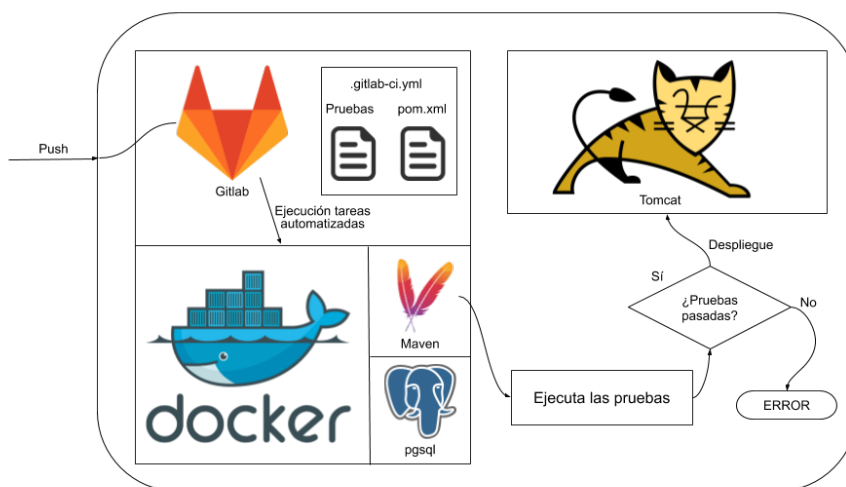 Push
Gitlab
.gitlab-ci.yml
Pruebas
pom.xml
Ejecución tareas
automatizadas
docker
Maven
pgsql
Ejecuta las pruebas
Tomcat
Despliegue
Sí
¿Pruebas
pasadas?
No
ERROR